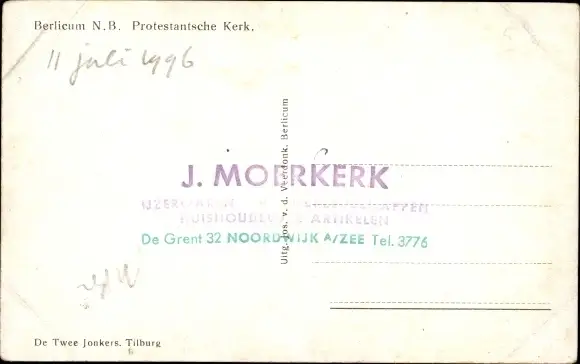 Berlicum N.B. Protestantsche Kerk.
11 juli 1996
Uitg. Jos. v. d. Veerdonk, Berlicum
J. MOERKERK
HUISHOUDELIJKE ARTIKELEN
De Grent 32 NOORDWIJK A/ZEE Tel. 3776
De Twee Jonkers. Tilburg